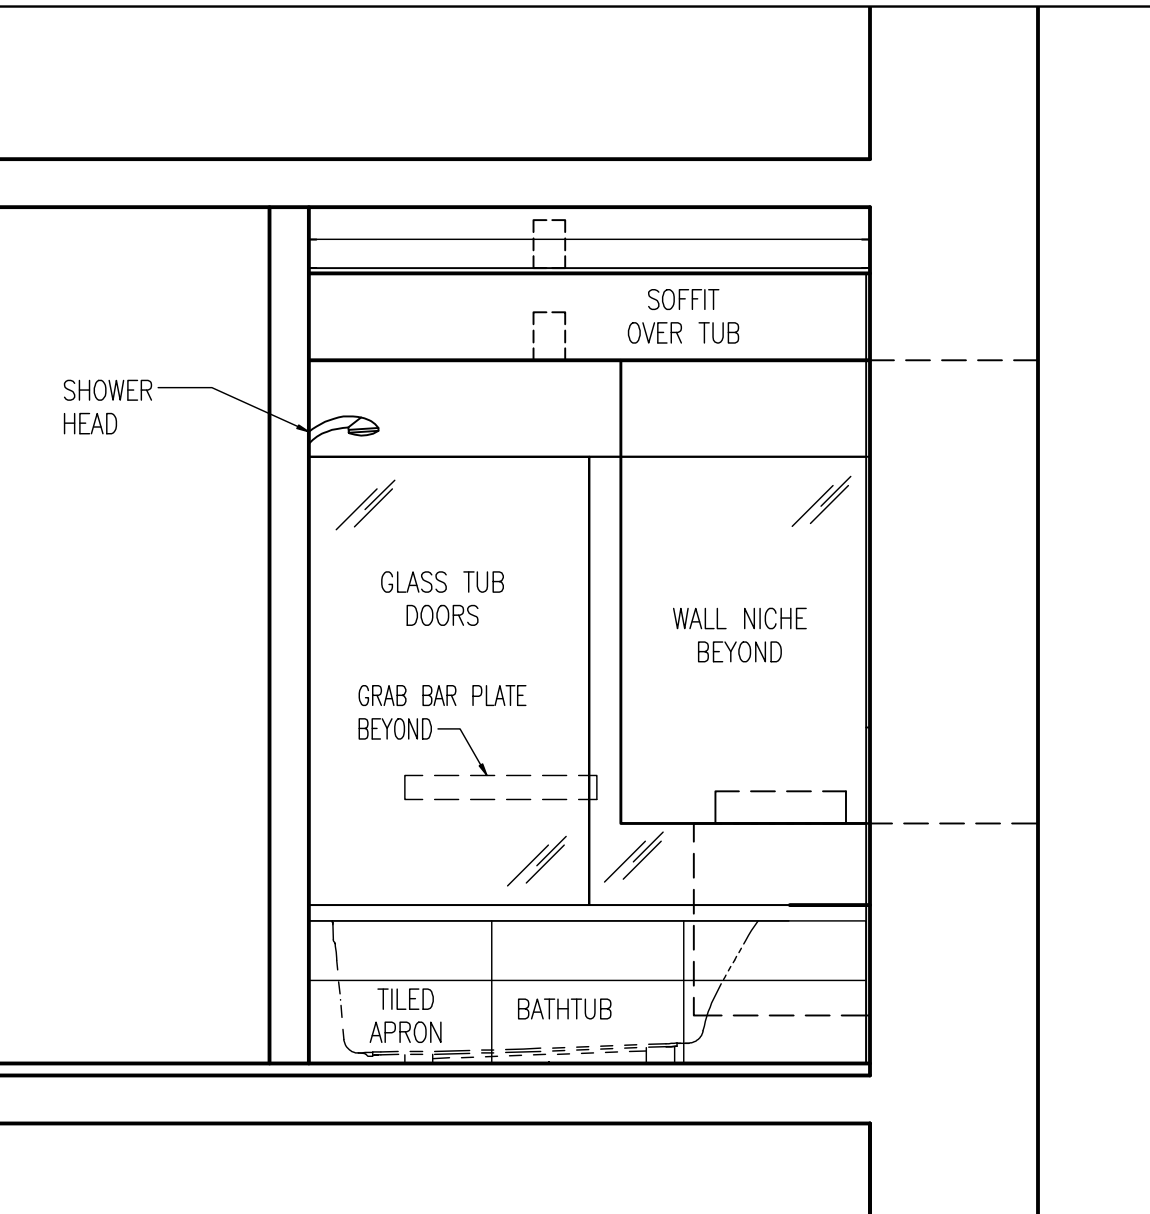 SOFFIT
OVER TUB
SHOWER
HEAD
GLASS TUB
DOORS
WALL NICHE
BEYOND
GRAB BAR PLATE
BEYOND
TILED
APRON
BATHTUB